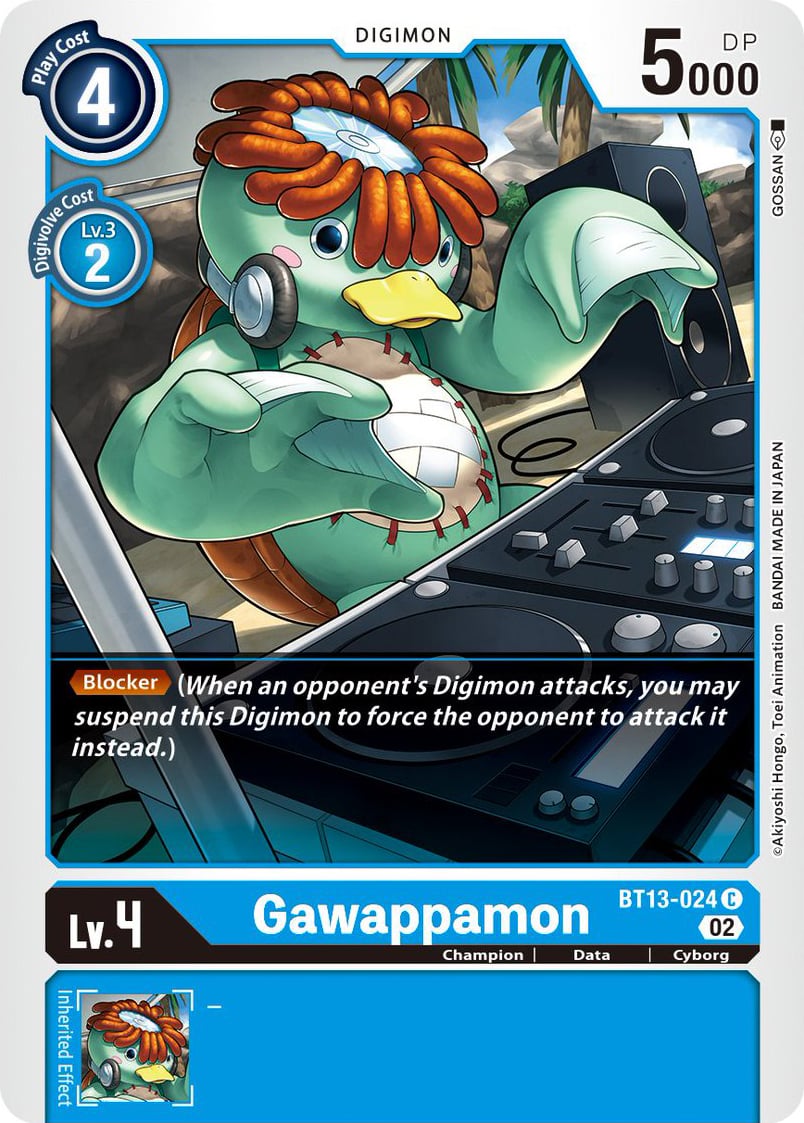 DIGIMON
Play Cost
4
5000
DP
Digivolve Cost
Lv.3
2
GOSSAN
BANDAI MADE IN JAPAN
©Akiyoshi Hongo, Toei Animation
Blocker (When an opponent's Digimon attacks, you may
suspend this Digimon to force the opponent to attack it
instead.)
Lv.4
Gawappamon
BT13-024 C
02
Champion | Data | Cyborg
Inherited Effect
–